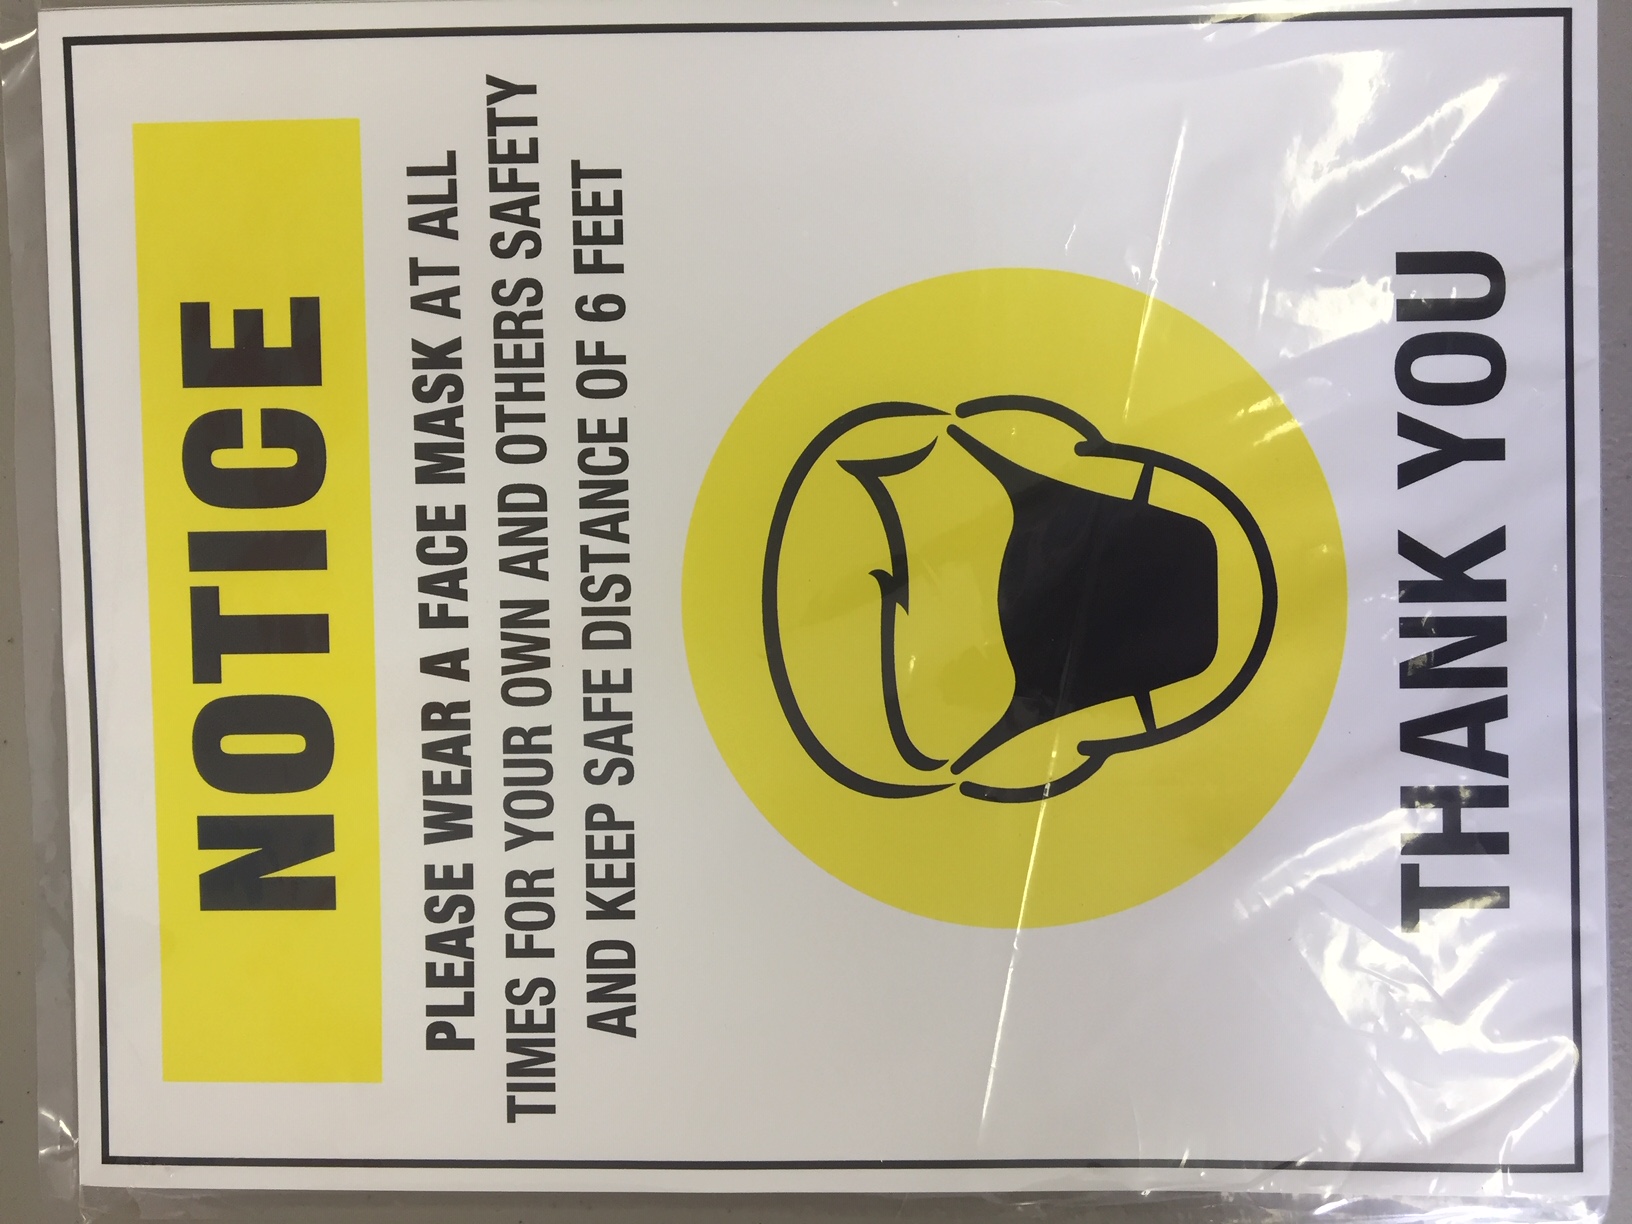 NOTICE
PLEASE WEAR A FACE MASK AT ALL
TIMES FOR YOUR OWN AND OTHERS SAFETY
AND KEEP SAFE DISTANCE OF 6 FEET
THANK YOU